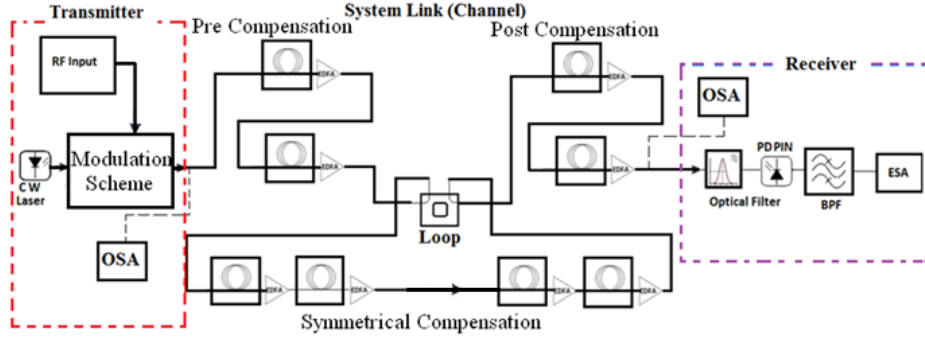 Transmitter
System Link (Channel)
Pre Compensation
Post Compensation
Receiver
RF Input
EDFA
EDFA
OSA
Modulation
Scheme
C W
Laser
EDFA
EDFA
PD PIN
ESA
Optical Filter
BPF
OSA
Loop
EDFA
EDFA
EDFA
EDFA
Symmetrical Compensation